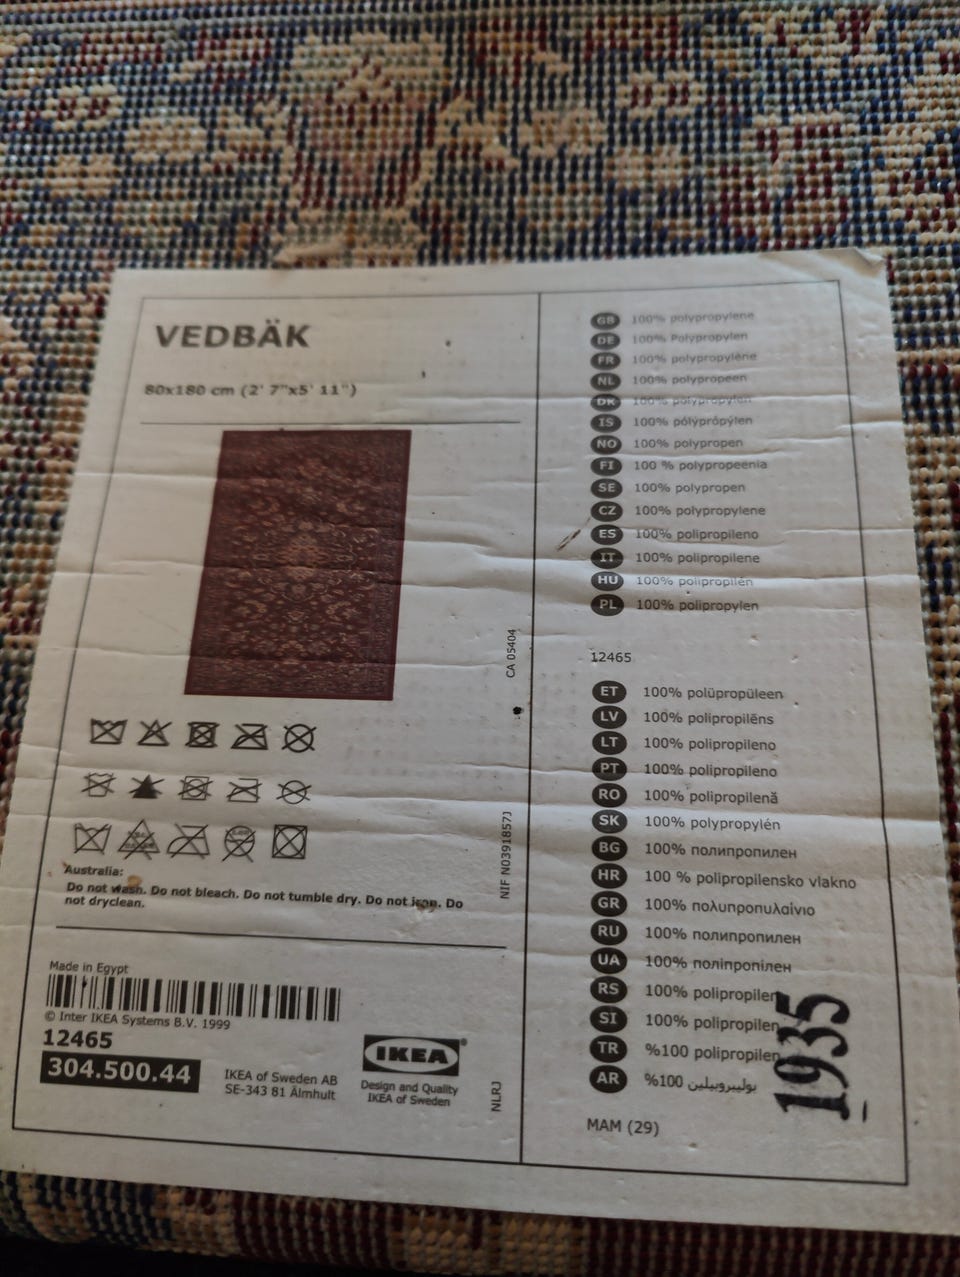 VEDBÄK
80x180 cm (2' 7"x5' 11")
CA 05404
NIF N0391857J
NLRJ
Australia:
Do not wash. Do not bleach. Do not tumble dry. Do not iron. Do
not dryclean.
Made in Egypt
© Inter IKEA Systems B.V. 1999
12465
304.500.44
IKEA of Sweden AB
SE-343 81 Älmhult
IKEA®
Design and Quality
IKEA of Sweden
GB 100% polypropylene
DE 100% Polypropylen
FR 100% polypropylène
NL 100% polypropeen
DK 100% polypropylen
IS 100% pólýprópýlen
NO 100% polypropen
FI 100 % polypropeenia
SE 100% polypropen
CZ 100% polypropylene
ES 100% polipropileno
IT 100% polipropilene
HU 100% polipropilén
PL 100% polipropylen
12465
ET 100% polüpropüleen
LV 100% polipropilēns
LT 100% polipropileno
PT 100% polipropileno
RO 100% polipropilenă
SK 100% polypropylén
BG 100% полипропилен
HR 100 % polipropilensko vlakno
GR 100% πολυπροπυλαίνιο
RU 100% полипропилен
UA 100% поліпропілен
RS 100% polipropilen
SI 100% polipropilen
TR %100 polipropilen
AR %100 بوليبروبيلين
MAM (29)
1935